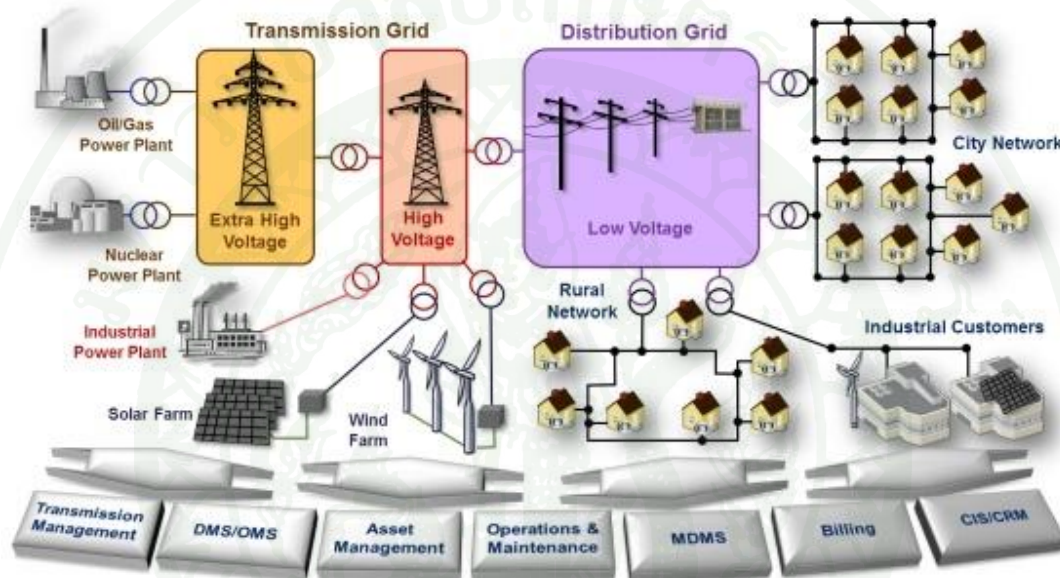 Transmission Grid
Distribution Grid
Oil/Gas
Power Plant
Extra High
Voltage
High
Voltage
Low Voltage
City Network
Nuclear
Power Plant
Industrial
Power Plant
Solar Farm
Wind
Farm
Rural
Network
Industrial Customers
Transmission
Management
DMS/OMS
Asset
Management
Operations &
Maintenance
MDMS
Billing
CIS/CRM